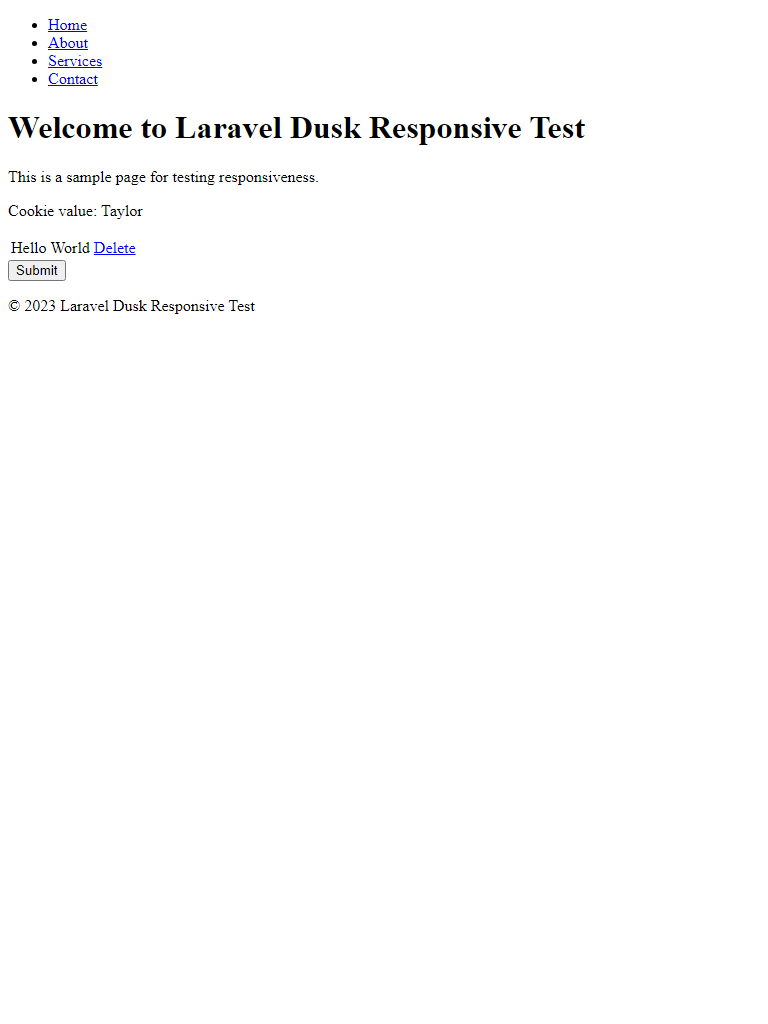 Home
About
Services
Contact
Welcome to Laravel Dusk Responsive Test
This is a sample page for testing responsiveness.
Cookie value: Taylor
Hello World Delete
Submit
© 2023 Laravel Dusk Responsive Test